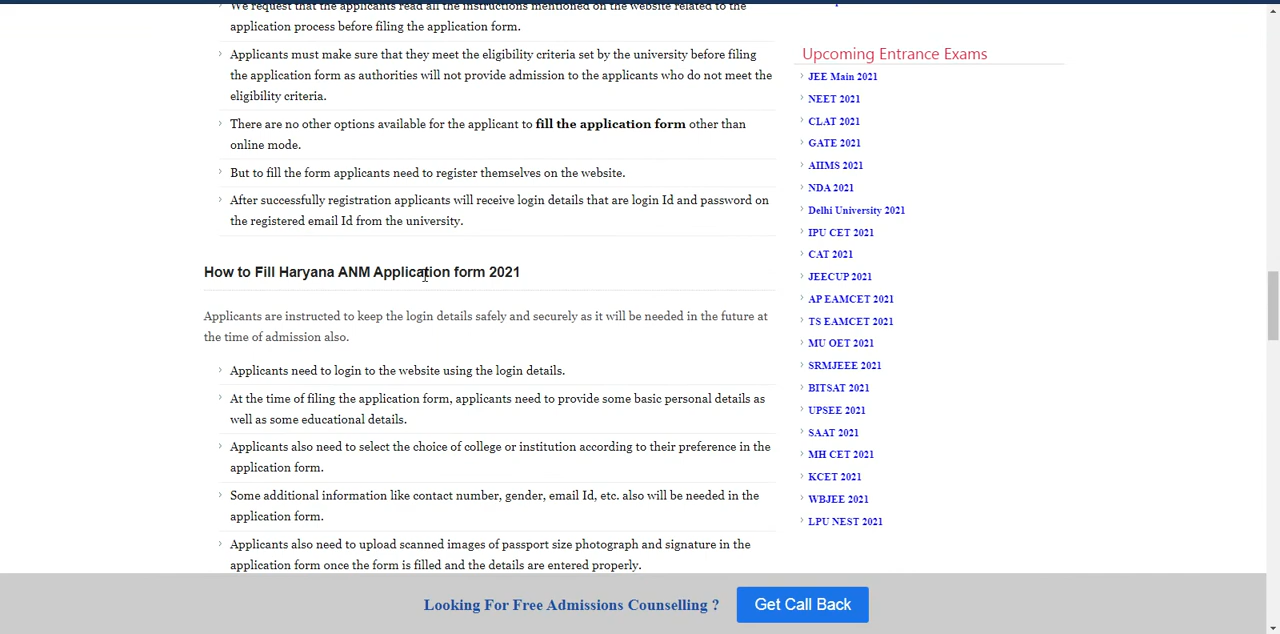 We request that the applicants read all the instructions mentioned on the website related to the
application process before filing the application form.
Applicants must make sure that they meet the eligibility criteria set by the university before filing
the application form as authorities will not provide admission to the applicants who do not meet the
eligibility criteria.
There are no other options available for the applicant to fill the application form other than
online mode.
But to fill the form applicants need to register themselves on the website.
After successfully registration applicants will receive login details that are login Id and password on
the registered email Id from the university.
How to Fill Haryana ANM Application form 2021
Applicants are instructed to keep the login details safely and securely as it will be needed in the future at
the time of admission also.
Applicants need to login to the website using the login details.
At the time of filing the application form, applicants need to provide some basic personal details as
well as some educational details.
Applicants also need to select the choice of college or institution according to their preference in the
application form.
Some additional information like contact number, gender, email Id, etc. also will be needed in the
application form.
Applicants also need to upload scanned images of passport size photograph and signature in the
application form once the form is filled and the details are entered properly.
Upcoming Entrance Exams
JEE Main 2021
NEET 2021
CLAT 2021
GATE 2021
AIIMS 2021
NDA 2021
Delhi University 2021
IPU CET 2021
CAT 2021
JEECUP 2021
AP EAMCET 2021
TS EAMCET 2021
MU OET 2021
SRMJEEE 2021
BITSAT 2021
UPSEE 2021
SAAT 2021
MH CET 2021
KCET 2021
WBJEE 2021
LPU NEST 2021
Looking For Free Admissions Counselling ?
Get Call Back